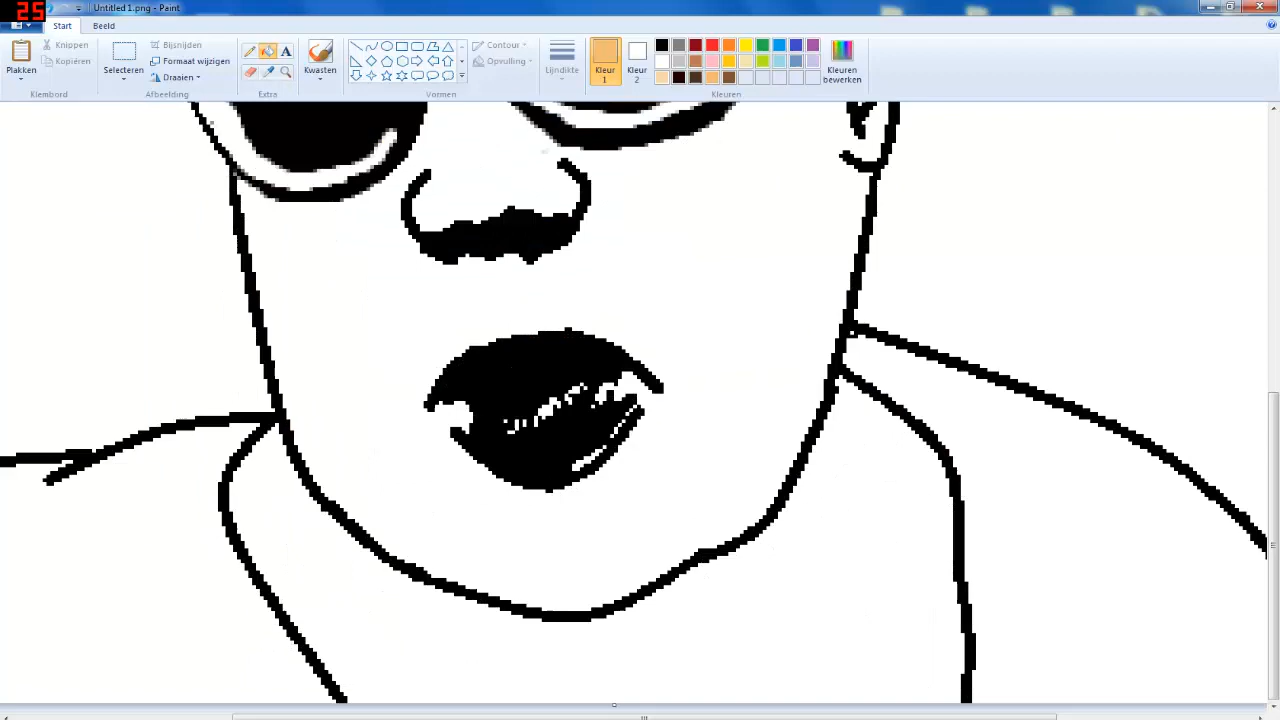 25
Untitled 1.png - Paint
Start Beeld
Plakken
Knippen
Kopiëren
Klembord
Selecteren
Bijsnijden
Formaat wijzigen
Draaien
Afbeelding
A
Extra
Kwasten
Contour
Opvulling
Vormen
Lijndikte
Kleur
1
Kleur
2
Kleuren
bewerken
Kleuren